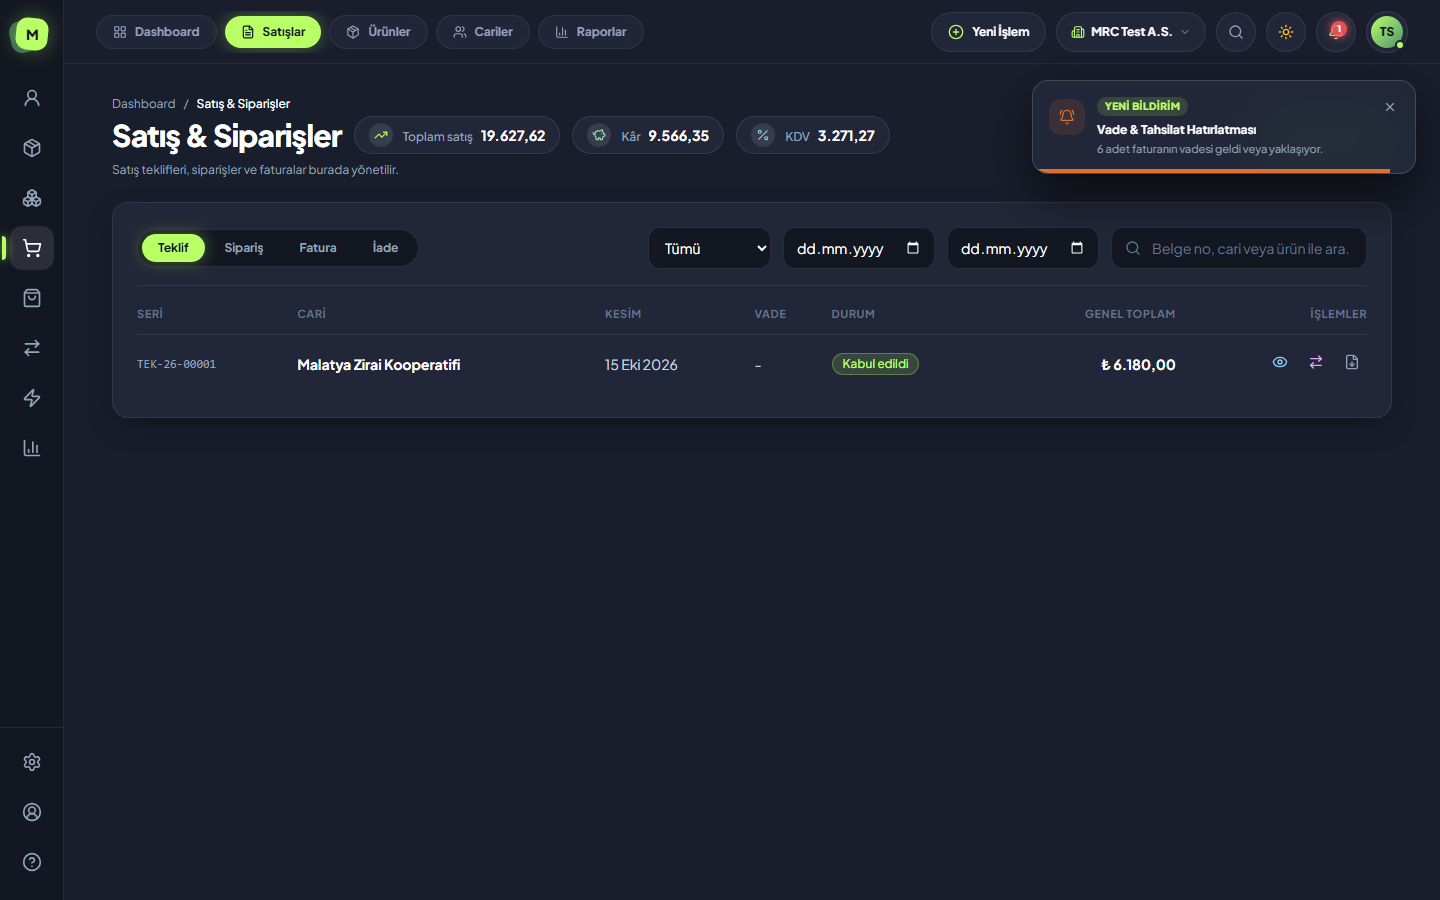 M
Dashboard
Satışlar
Ürünler
Cariler
Raporlar
Yeni İşlem
MRC Test A.S.
1
TS
Dashboard / Satış & Siparişler
Satış & Siparişler
Toplam satış 19.627,62
Kâr 9.566,35
KDV 3.271,27
Satış teklifleri, siparişler ve faturalar burada yönetilir.
YENİ BİLDİRİM
Vade & Tahsilat Hatırlatması
6 adet faturanın vadesi geldi veya yaklaşıyor.
Teklif Sipariş Fatura İade
Tümü
dd.mm.yyyy
dd.mm.yyyy
Belge no, cari veya ürün ile ara.
SERİ CARİ KESİM VADE DURUM GENEL TOPLAM İŞLEMLER
TEK-26-00001 Malatya Zirai Kooperatifi 15 Eki 2026 - Kabul edildi ₺ 6.180,00